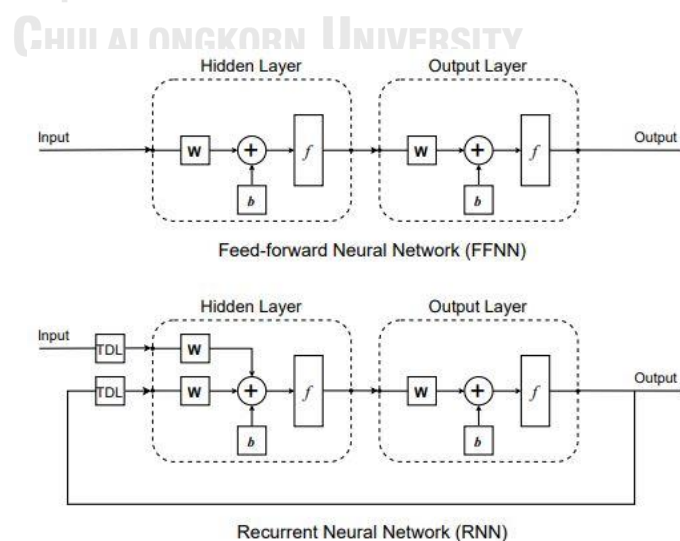 CHULALONGKORN UNIVERSITY
Hidden Layer Output Layer
Input W + f W + f Output
b b
Feed-forward Neural Network (FFNN)
Hidden Layer Output Layer
Input TDL W
TDL W + f W + f Output
b b
Recurrent Neural Network (RNN)